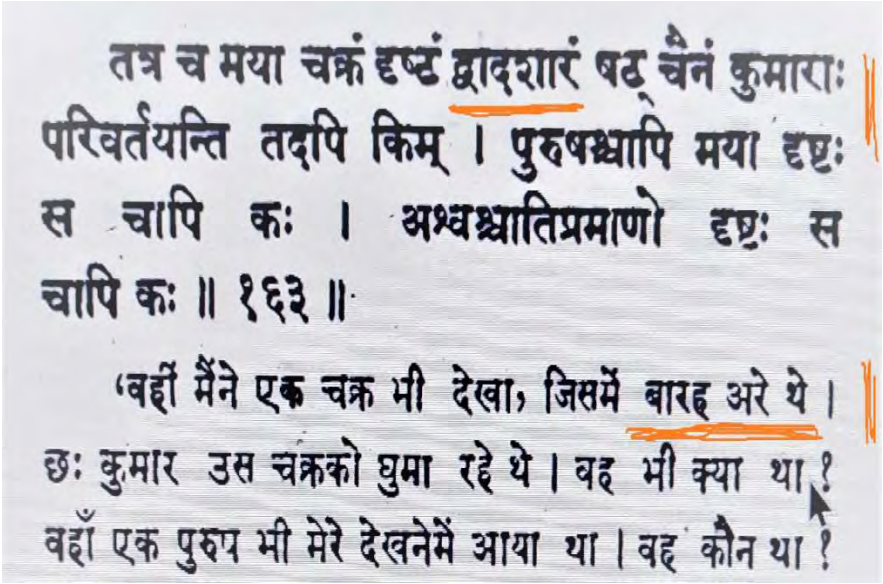 तत्र च मया चक्रं दृष्टं द्वादशारं षट् चैनं कुमाराः
परिवर्तयन्ति तदपि किम् । पुरुषश्चापि मया दृष्टः
स चापि कः । अश्वश्चातिप्रमाणो दृष्टः स
चापि कः ॥ १६३ ॥
‘वहीं मैंने एक चक्र भी देखा, जिसमें बारह अरे थे ।
छः कुमार उस चक्रको घुमा रहे थे । वह भी क्या था ?
वहाँ एक पुरुष भी मेरे देखनेमें आया था । वह कौन था ?